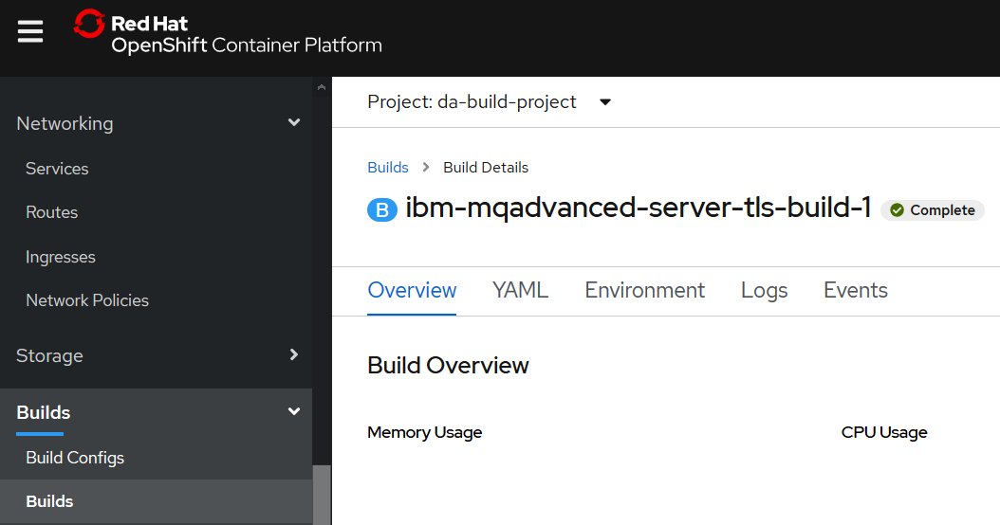 Red Hat
OpenShift Container Platform
Networking
Services
Routes
Ingresses
Network Policies
Storage
Builds
Build Configs
Builds
Project: da-build-project
Builds > Build Details
B ibm-mqadvanced-server-tls-build-1 Complete
Overview YAML Environment Logs Events
Build Overview
Memory Usage CPU Usage